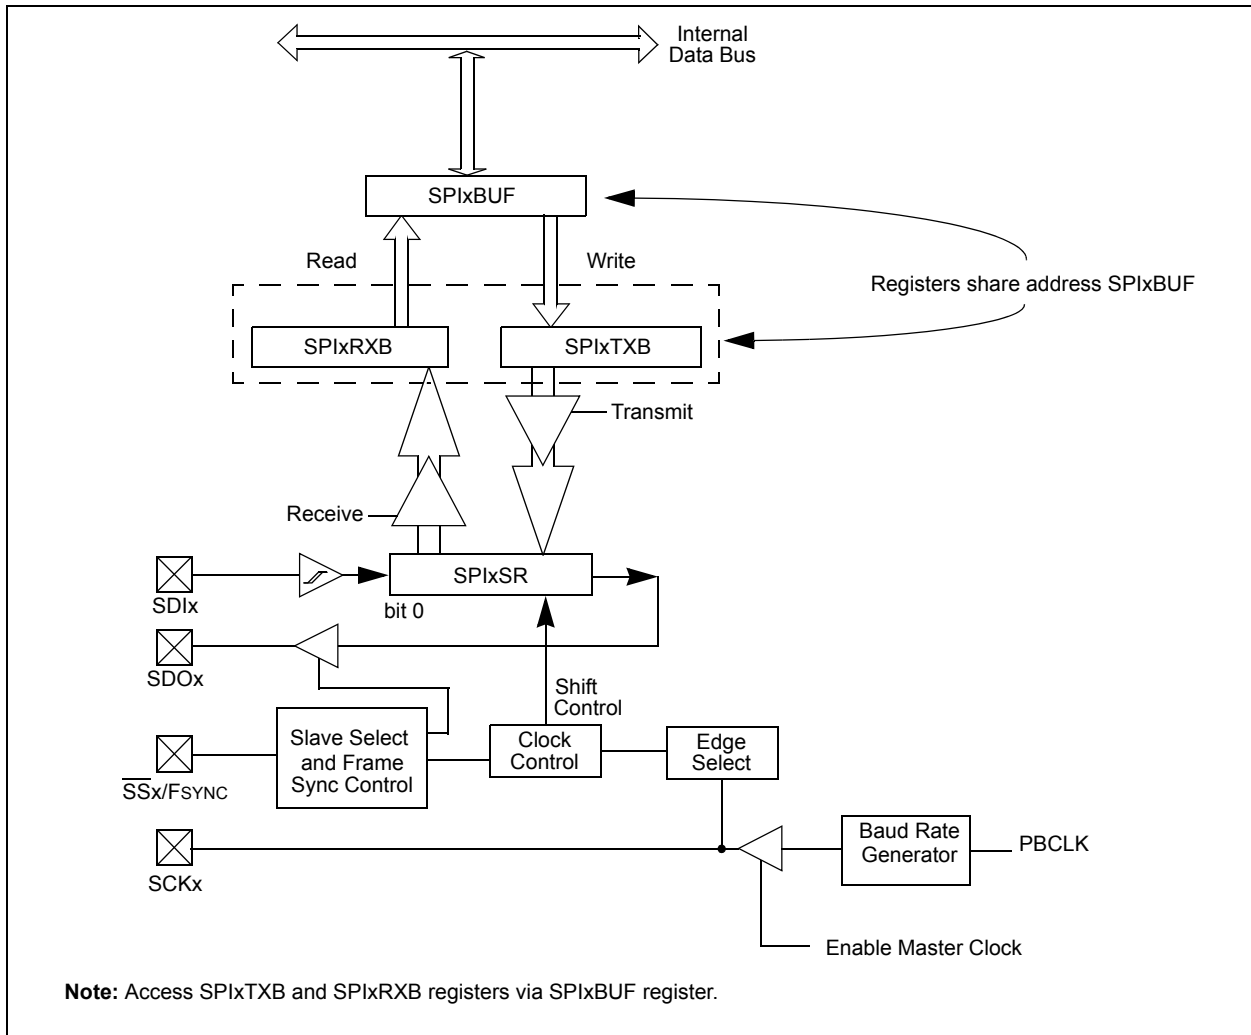 Internal
Data Bus
SPIxBUF
Read
Write
Registers share address SPIxBUF
SPIxRXB
SPIxTXB
Transmit
Receive
SPIxSR
SDIx
bit 0
SDOx
Shift
Control
Slave Select
and Frame
Sync Control
Clock
Control
Edge
Select
SSx/FSYNC
Baud Rate
Generator
PBCLK
SCKx
Enable Master Clock
Note: Access SPIxTXB and SPIxRXB registers via SPIxBUF register.